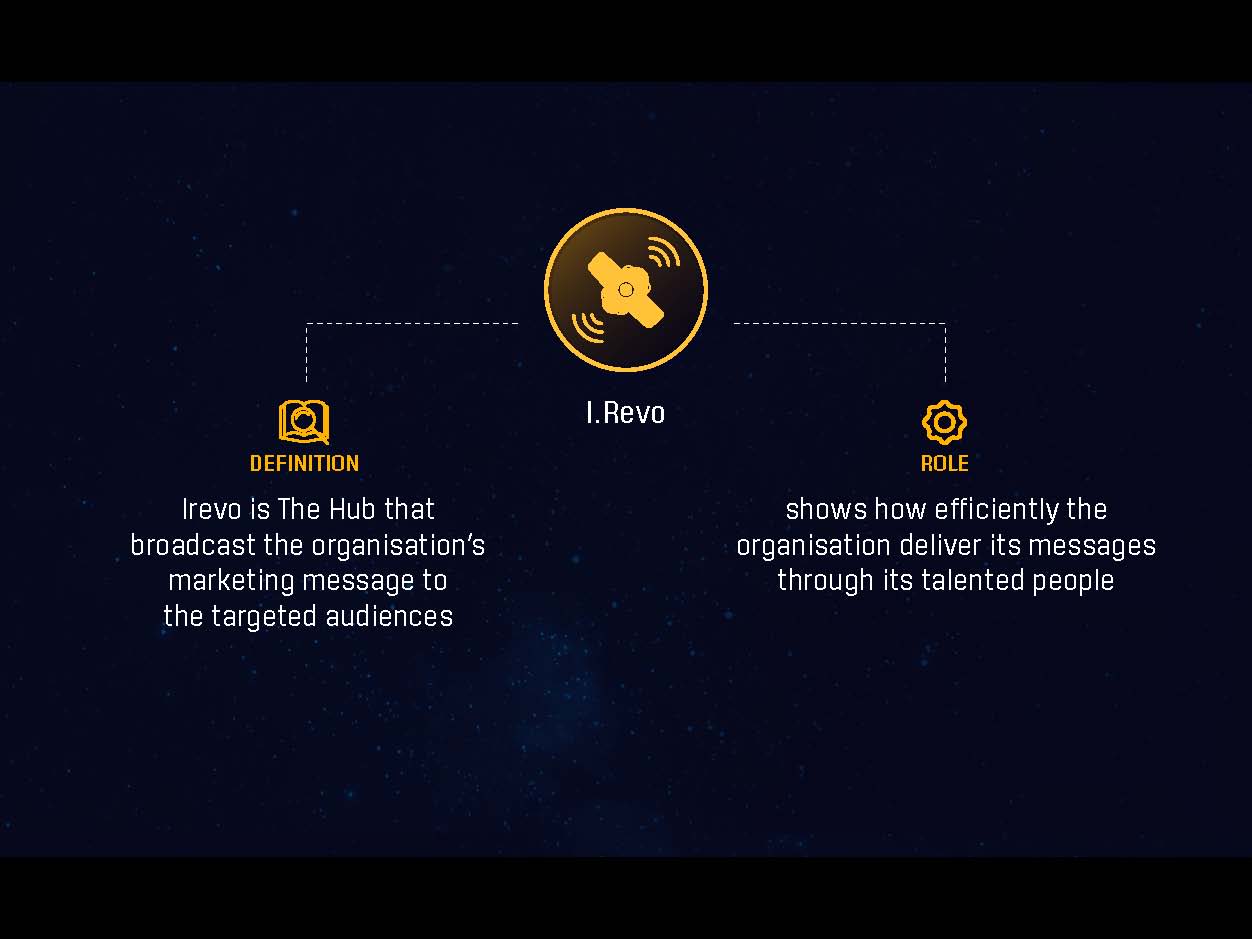 I.Revo
DEFINITION
Irevo is The Hub that
broadcast the organisation's
marketing message to
the targeted audiences
ROLE
shows how efficiently the
organisation deliver its messages
through its talented people